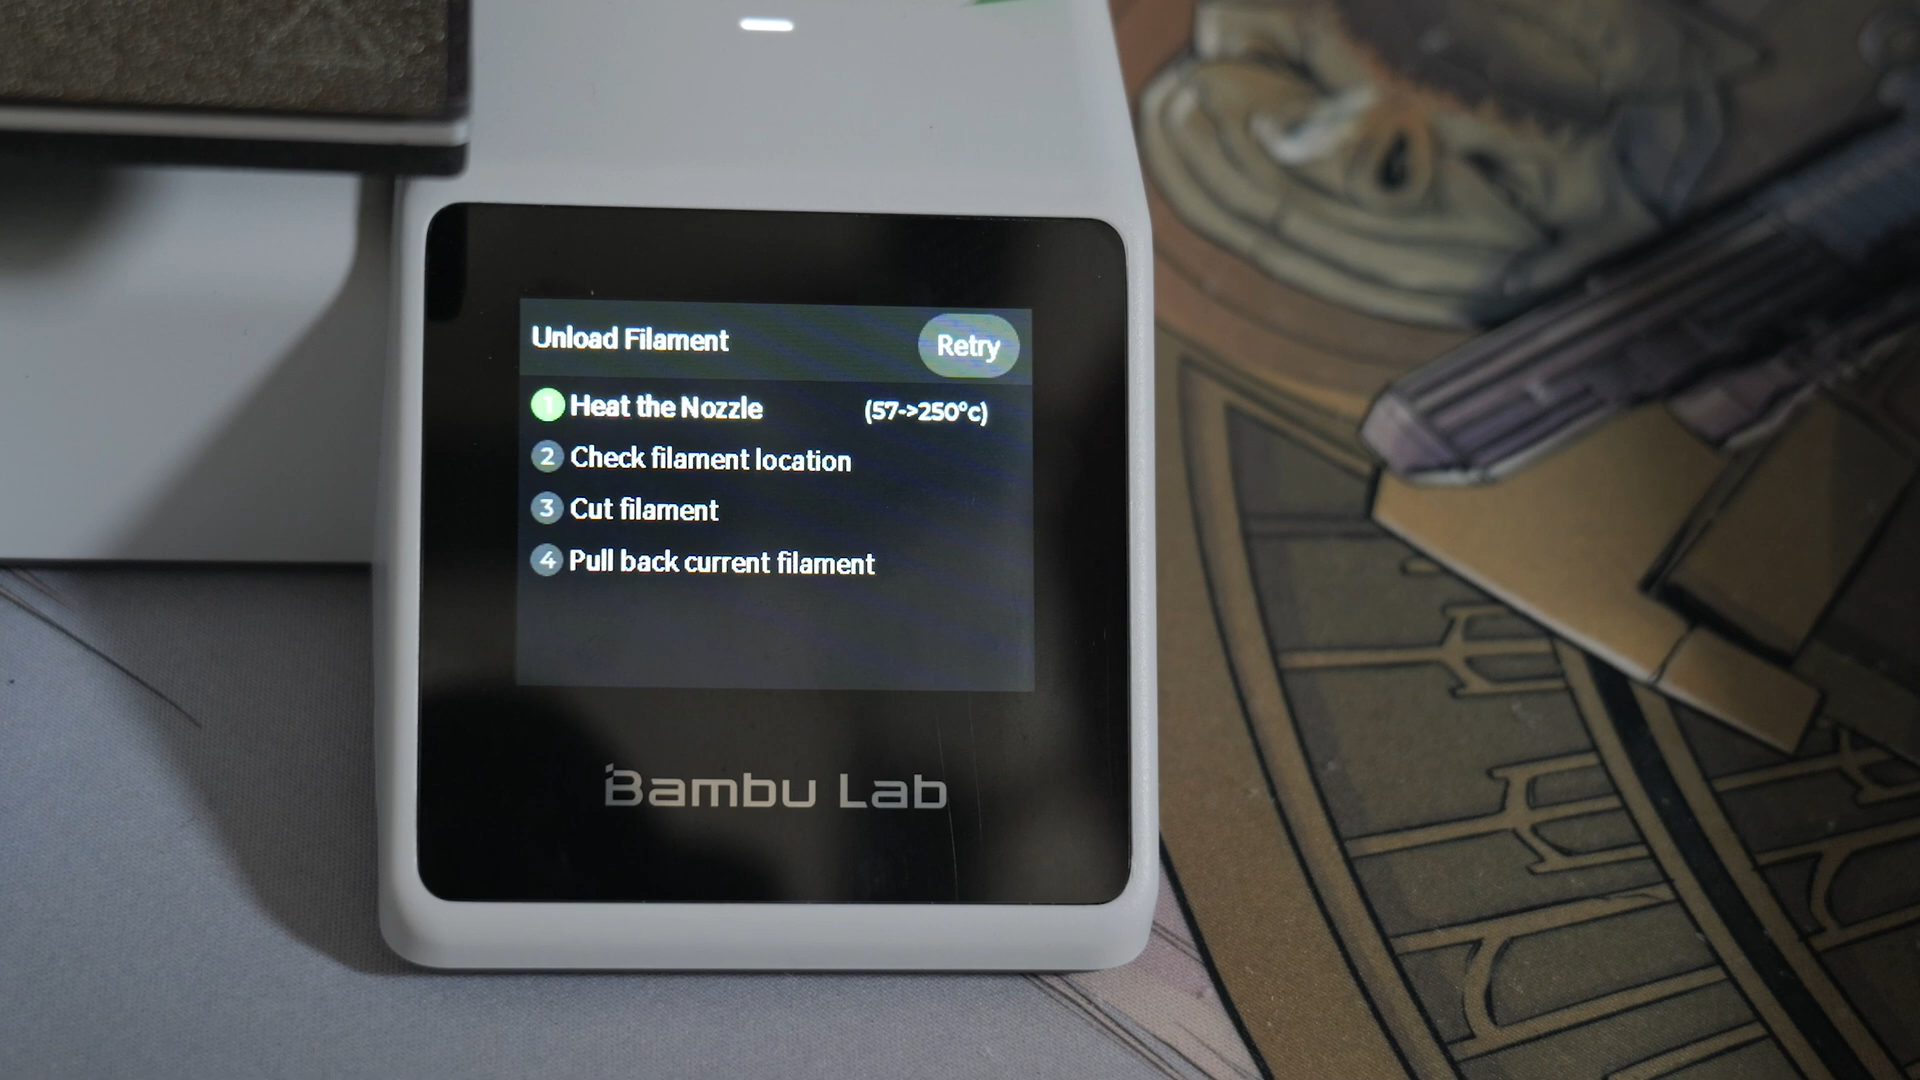 Unload Filament
Retry
1 Heat the Nozzle (57->250°c)
2 Check filament location
3 Cut filament
4 Pull back current filament
Bambu Lab